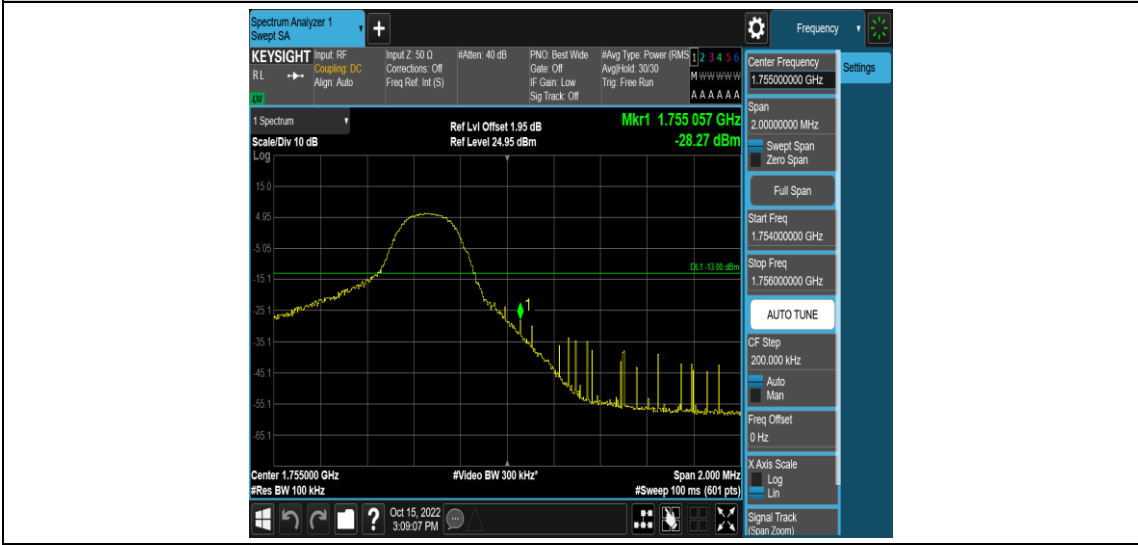 Spectrum Analyzer 1
Swept SA
Frequency
KEYSIGHT
RL
Input: RF
Coupling: DC
Align: Auto
Input Z: 50 Ω
Corrections: Off
Freq Ref: Int (S)
#Atten: 40 dB
PNO: Best Wide
Gate: Off
IF Gain: Low
Sig Track: Off
#Avg Type: Power (RMS
Avg|Hold: 30/30
Trig: Free Run
1 2 3 4 5 6
M W W W W W
A A A A A A
1 Spectrum
Scale/Div 10 dB
Log
Ref Lvl Offset 1.95 dB
Ref Level 24.95 dBm
Mkr1 1.755 057 GHz
-28.27 dBm
15.0
4.95
-5.05
-15.1
-25.1
-35.1
-45.1
-55.1
-65.1
DL1 -13.00 dBm
1
Center 1.755000 GHz
#Res BW 100 kHz
#Video BW 300 kHz*
Span 2.000 MHz
#Sweep 100 ms (601 pts)
Oct 15, 2022
3:09:07 PM
Center Frequency
1.755000000 GHz
Settings
Span
2.00000000 MHz
Swept Span
Zero Span
Full Span
Start Freq
1.754000000 GHz
Stop Freq
1.756000000 GHz
AUTO TUNE
CF Step
200.000 kHz
Auto
Man
Freq Offset
0 Hz
X Axis Scale
Log
Lin
Signal Track
(Span Zoom)